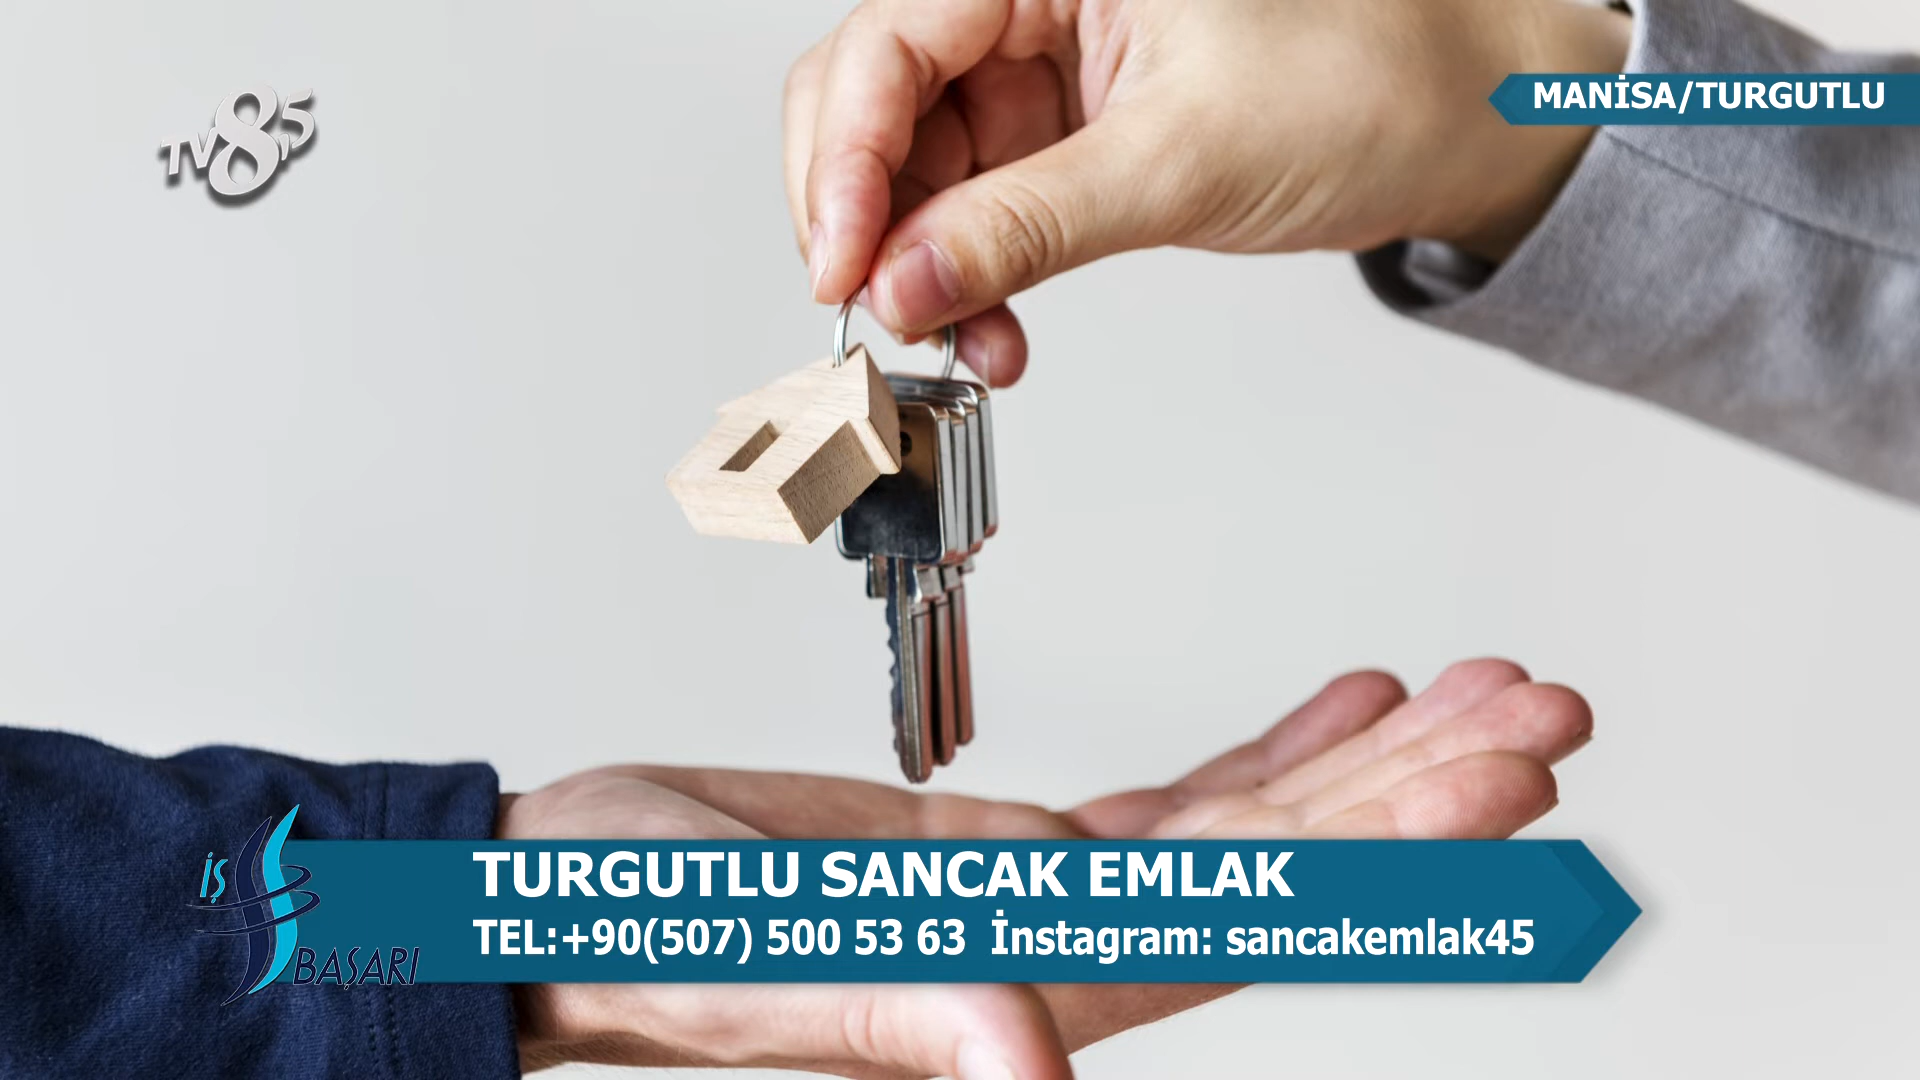 TV8,5
MANİSA/TURGUTLU
İŞ
BAŞARI
TURGUTLU SANCAK EMLAK
TEL:+90(507) 500 53 63  İnstagram: sancakemlak45